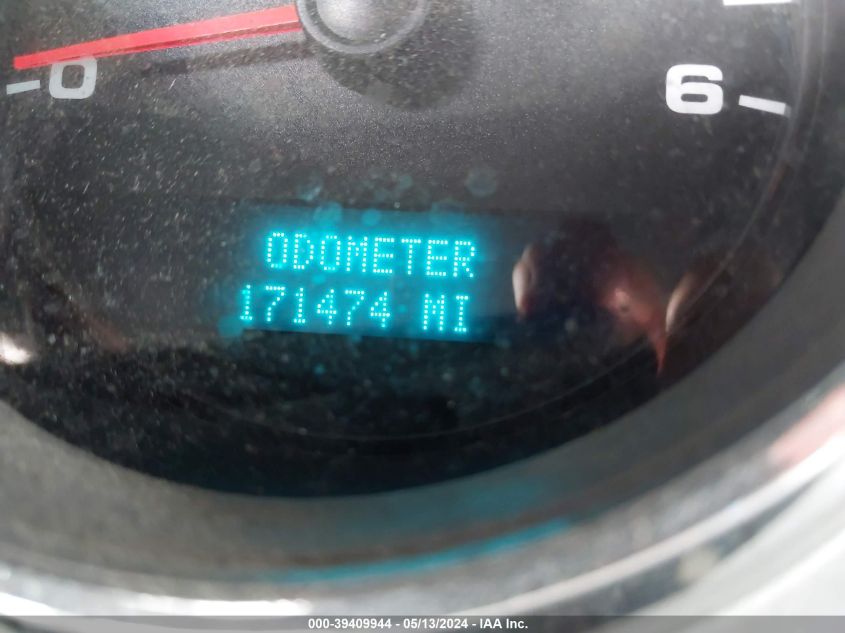 0
6
ODOMETER
171474 MI
000-39409944 - 05/13/2024 - IAA Inc.